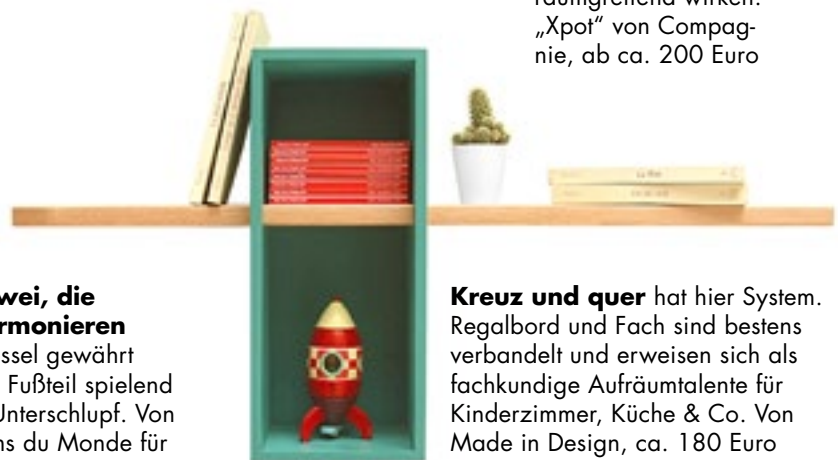 raumgreifend wirken.
„Xpot“ von Compag-
nie, ab ca. 200 Euro
wei, die
rmonieren
ssel gewährt
Fußteil spielend
Unterschlupf. Von
ns du Monde für
Kreuz und quer hat hier System.
Regalbord und Fach sind bestens
verbandelt und erweisen sich als
fachkundige Aufräumtalente für
Kinderzimmer, Küche & Co. Von
Made in Design, ca. 180 Euro